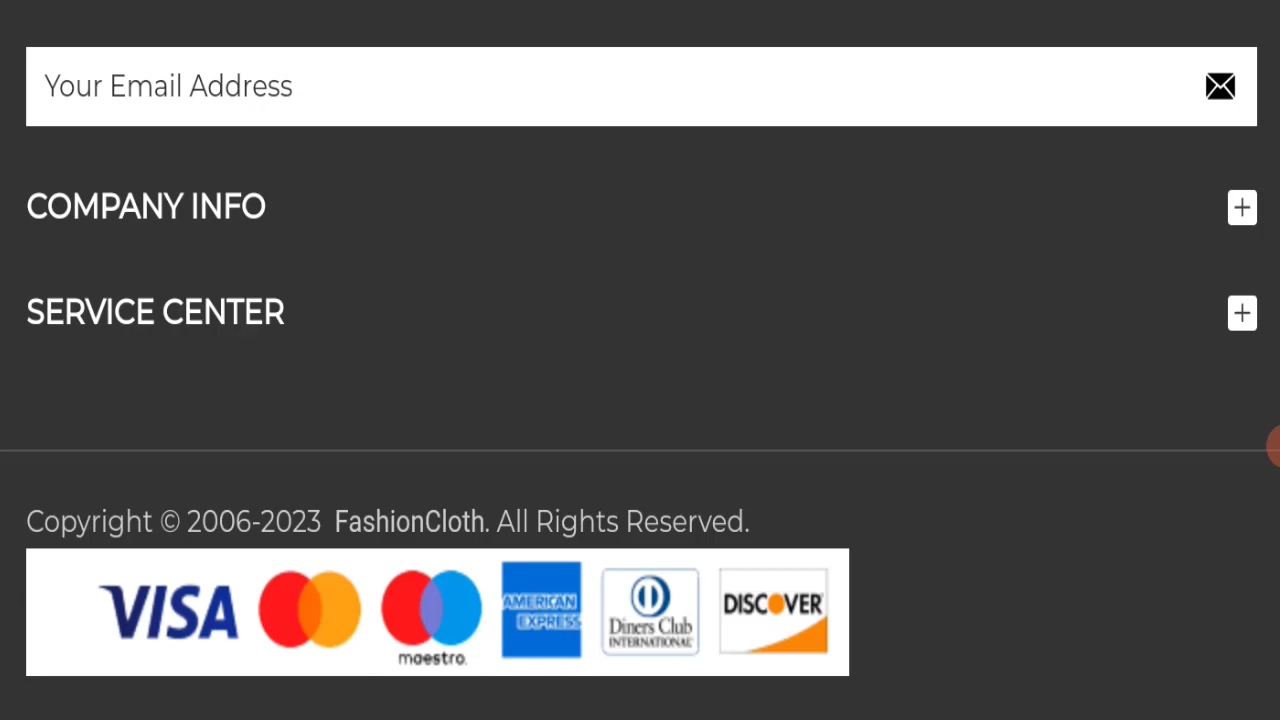 Your Email Address
COMPANY INFO
SERVICE CENTER
Copyright © 2006-2023 FashionCloth. All Rights Reserved.
VISA
maestro.
AMERICAN
EXPRESS
Diners Club
INTERNATIONAL
DISCOVER